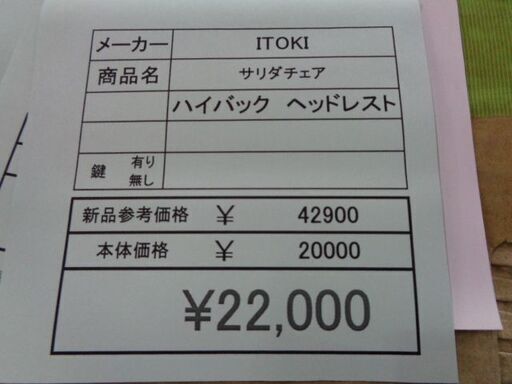 メーカー ITOKI
商品名 サリダチェア
ハイバック ヘッドレスト
鍵 有り 無し
新品参考価格 ¥ 42900
本体価格 ¥ 20000
¥22,000